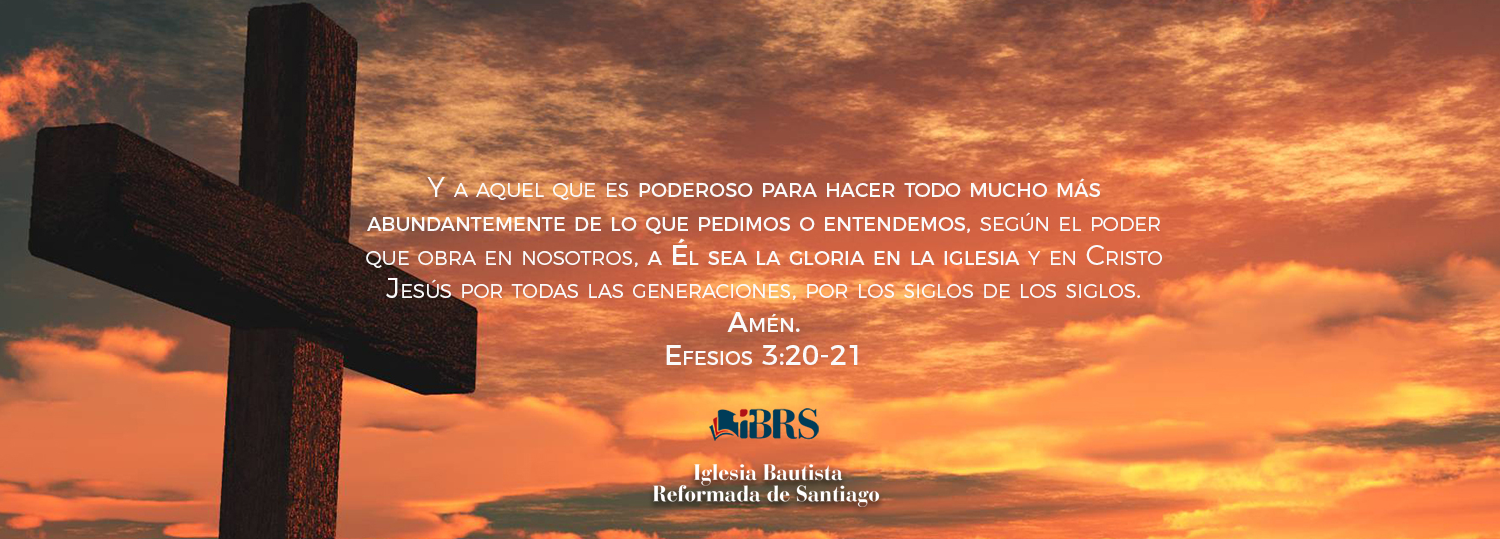 Y a aquel que es poderoso para hacer todo mucho más
abundantemente de lo que pedimos o entendemos, según el poder
que obra en nosotros, a Él sea la gloria en la iglesia y en Cristo
Jesús por todas las generaciones, por los siglos de los siglos.
Amén.
Efesios 3:20-21
iBRS
Iglesia Bautista
Reformada de Santiago